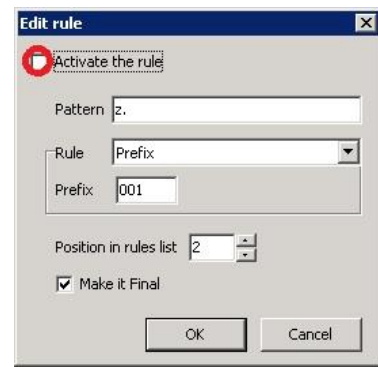 Edit rule
Activate the rule
Pattern z.
Rule Prefix
Prefix 001
Position in rules list 2
Make it Final
OK Cancel